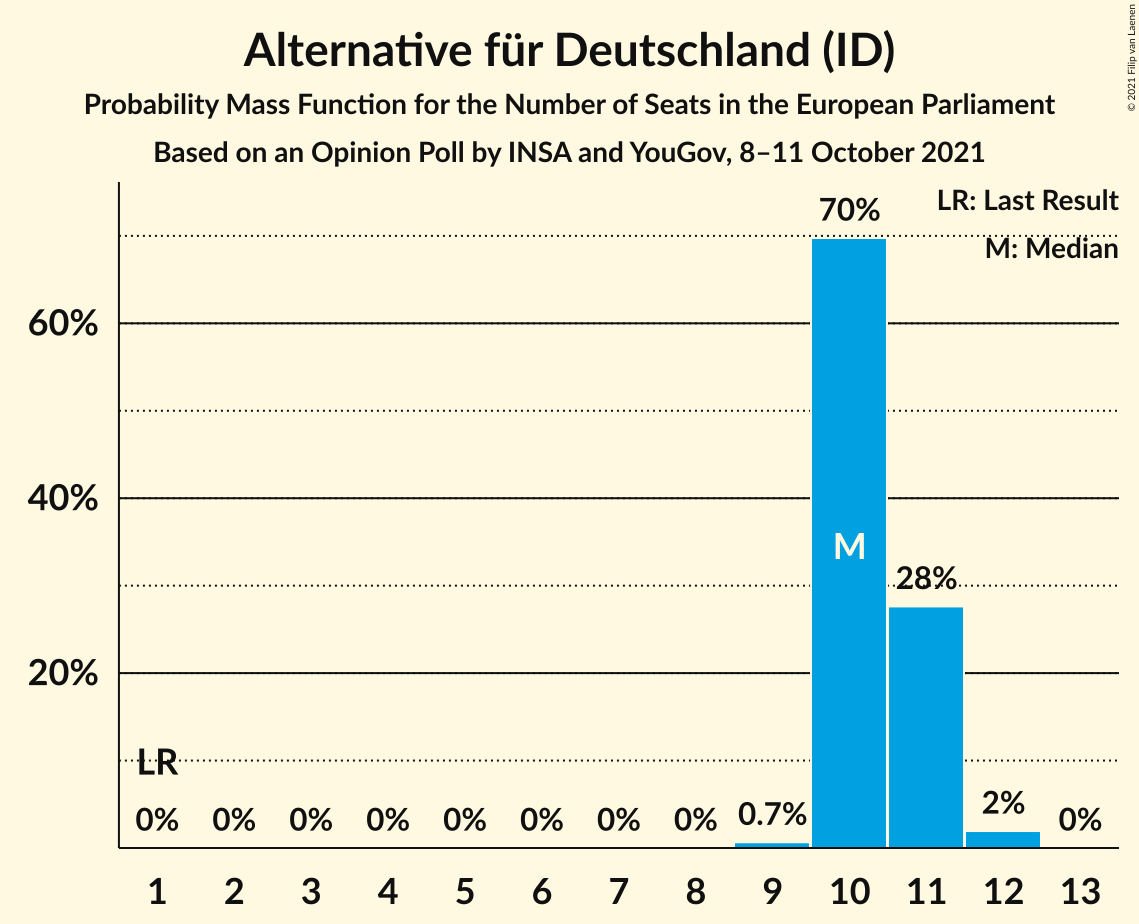 Alternative für Deutschland (ID)
Probability Mass Function for the Number of Seats in the European Parliament
Based on an Opinion Poll by INSA and YouGov, 8–11 October 2021
© 2021 Filip van Laenen
LR: Last Result
M: Median
70%
60%
40%
M
28%
20%
LR
0% 0% 0% 0% 0% 0% 0% 0% 0.7% 2% 0%
1 2 3 4 5 6 7 8 9 10 11 12 13